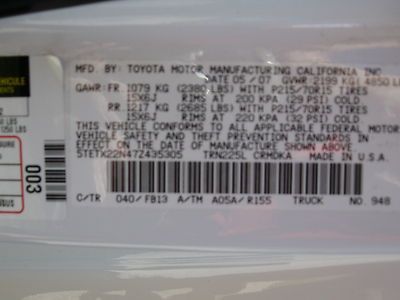 VEHICLE
MFD. BY: TOYOTA MOTOR MANUFACTURING CALIFORNIA INC
DATE 05 / 07 GVWR: 2199 KG ( 4850 LB
GAWR: FR. 1079 KG (2380 LBS) WITH P215/70R15 TIRES
15X6J RIMS AT 200 KPA (29 PSI) COLD
RR. 1217 KG (2685 LBS) WITH P215/70R15 TIRES
15X6J RIMS AT 220 KPA (32 PSI) COLD
THIS VEHICLE CONFORMS TO ALL APPLICABLE FEDERAL MOTOR
VEHICLE SAFETY AND THEFT PREVENTION STANDARDS IN
EFFECT ON THE DATE OF MANUFACTURE SHOWN ABOVE.
5TETX22N47Z435305 TRN225L CRMDKA MADE IN U.S.A.
003
C/TR 040/FB13 A/TM A05A/R155 TRUCK NO. 948